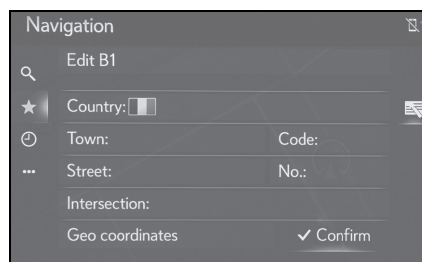 Navigation
Edit B1
Country:
Town: Code:
Street: No.:
Intersection:
Geo coordinates ✓ Confirm